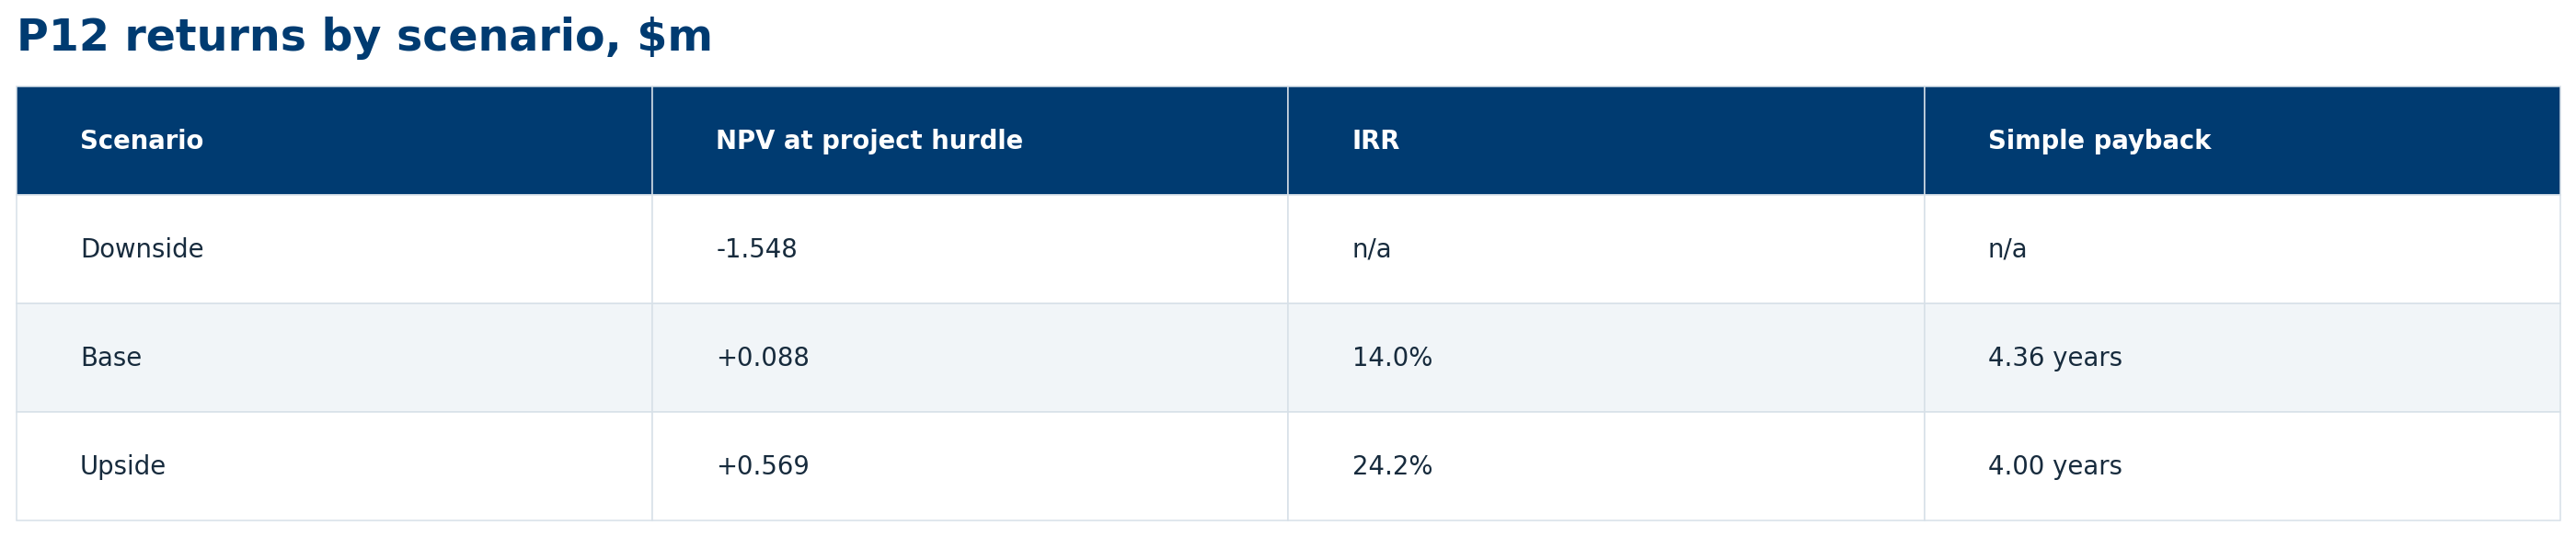 P12 returns by scenario, $m
Scenario NPV at project hurdle IRR Simple payback
Downside -1.548 n/a n/a
Base +0.088 14.0% 4.36 years
Upside +0.569 24.2% 4.00 years